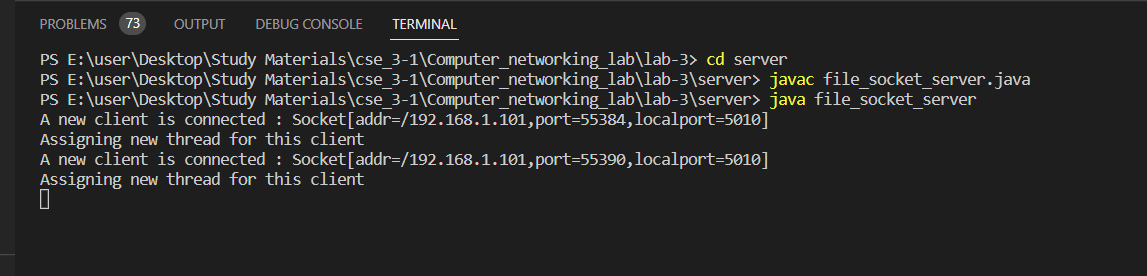 PROBLEMS 73 OUTPUT DEBUG CONSOLE TERMINAL
PS E:\user\Desktop\Study Materials\cse_3-1\Computer_networking_lab\lab-3> cd server
PS E:\user\Desktop\Study Materials\cse_3-1\Computer_networking_lab\lab-3\server> javac file_socket_server.java
PS E:\user\Desktop\Study Materials\cse_3-1\Computer_networking_lab\lab-3\server> java file_socket_server
A new client is connected : Socket[addr=/192.168.1.101,port=55384,localport=5010]
Assigning new thread for this client
A new client is connected : Socket[addr=/192.168.1.101,port=55390,localport=5010]
Assigning new thread for this client